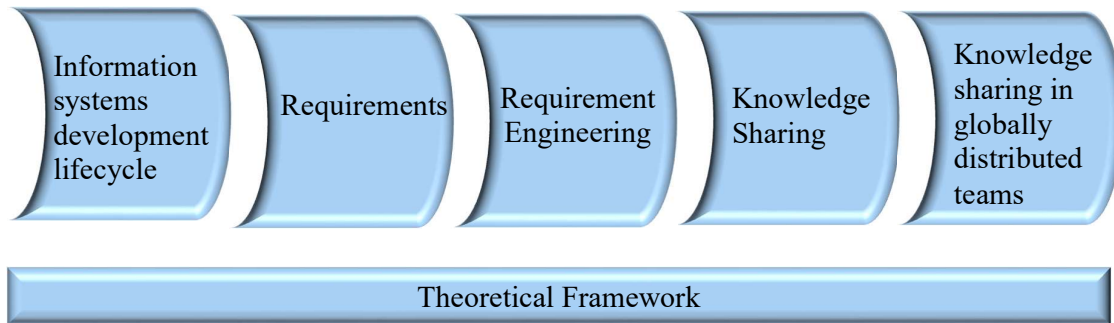 Information
systems
development
lifecycle
Requirements
Requirement
Engineering
Knowledge
Sharing
Knowledge
sharing in
globally
distributed
teams
Theoretical Framework